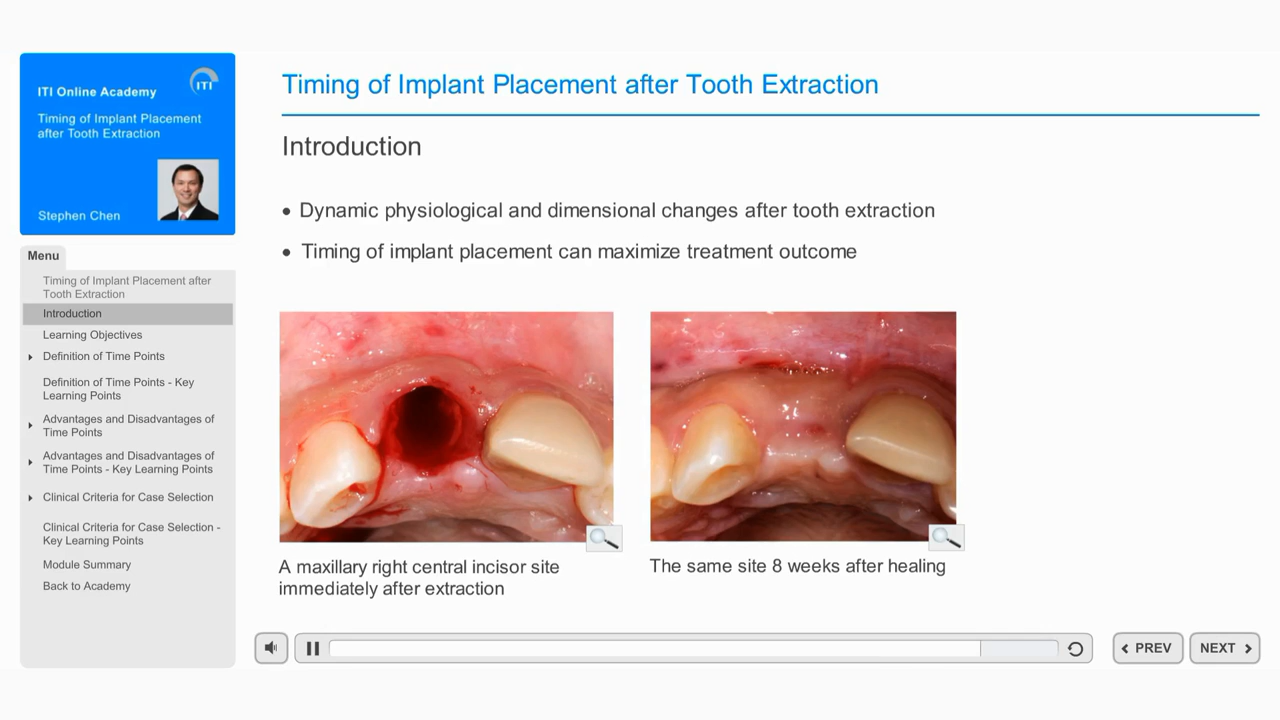 ITI Online Academy
ITI
Timing of Implant Placement
after Tooth Extraction
Stephen Chen
Menu
Timing of Implant Placement after
Tooth Extraction
Introduction
Learning Objectives
Definition of Time Points
Definition of Time Points - Key
Learning Points
Advantages and Disadvantages of
Time Points
Advantages and Disadvantages of
Time Points - Key Learning Points
Clinical Criteria for Case Selection
Clinical Criteria for Case Selection -
Key Learning Points
Module Summary
Back to Academy
Timing of Implant Placement after Tooth Extraction
Introduction
• Dynamic physiological and dimensional changes after tooth extraction
• Timing of implant placement can maximize treatment outcome
A maxillary right central incisor site
immediately after extraction
The same site 8 weeks after healing
PREV
NEXT